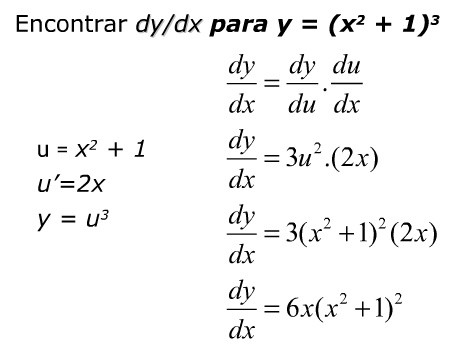 Encontrar dy/dx para y = (x² + 1)³
dy/dx = dy/du . du/dx
u = x² + 1
u’=2x
y = u³
dy/dx = 3u².(2x)
dy/dx = 3(x² +1)² (2x)
dy/dx = 6x(x² +1)²